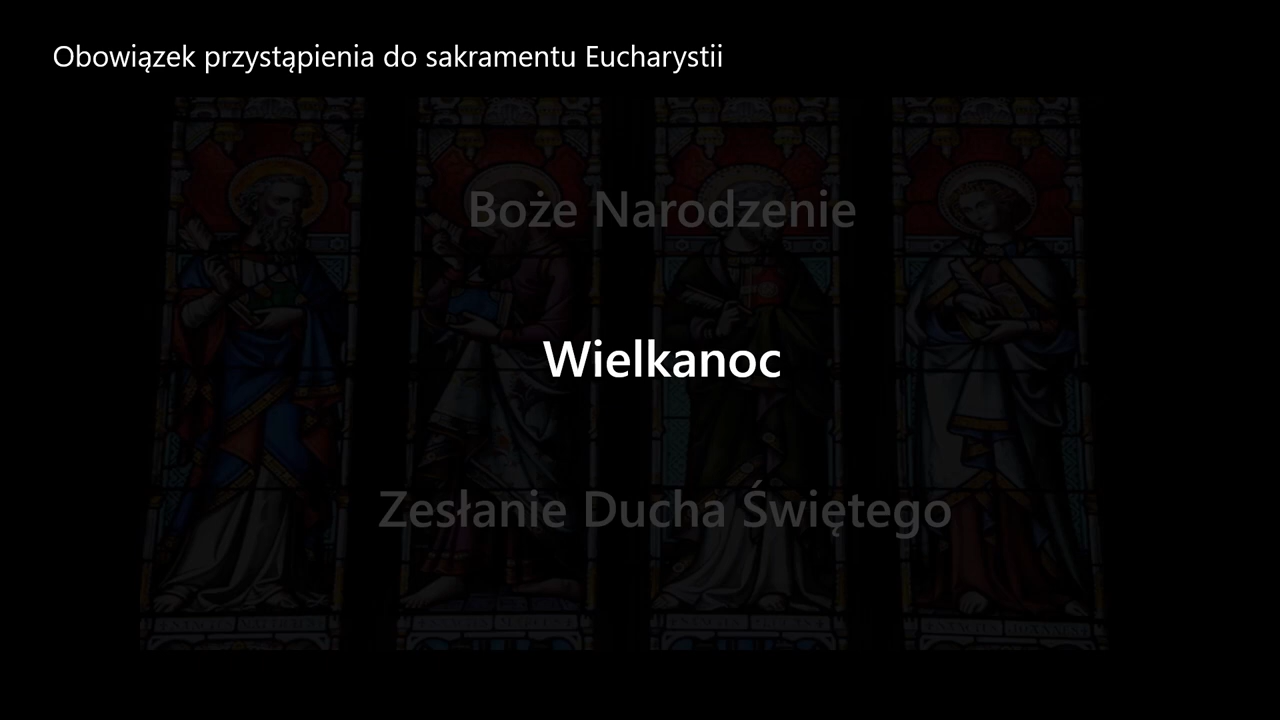 Obowiązek przystąpienia do sakramentu Eucharystii
Boże Narodzenie
Wielkanoc
Zesłanie Ducha Świętego